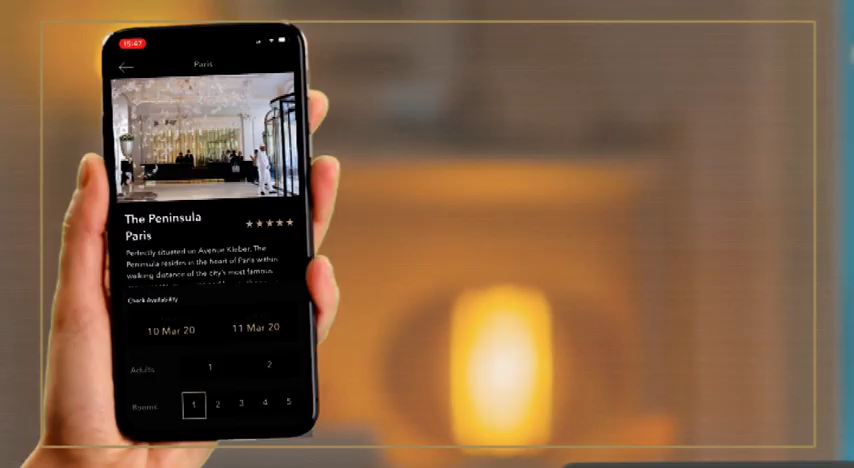 15:47
Paris
The Peninsula
Paris
Perfectly situated on Avenue Kleber, The
Peninsula resides in the heart of Paris within
walking distance of the city's most famous
Check Availability
10 Mar 20
11 Mar 20
Adults
1
2
Rooms
1
2
3
4
5